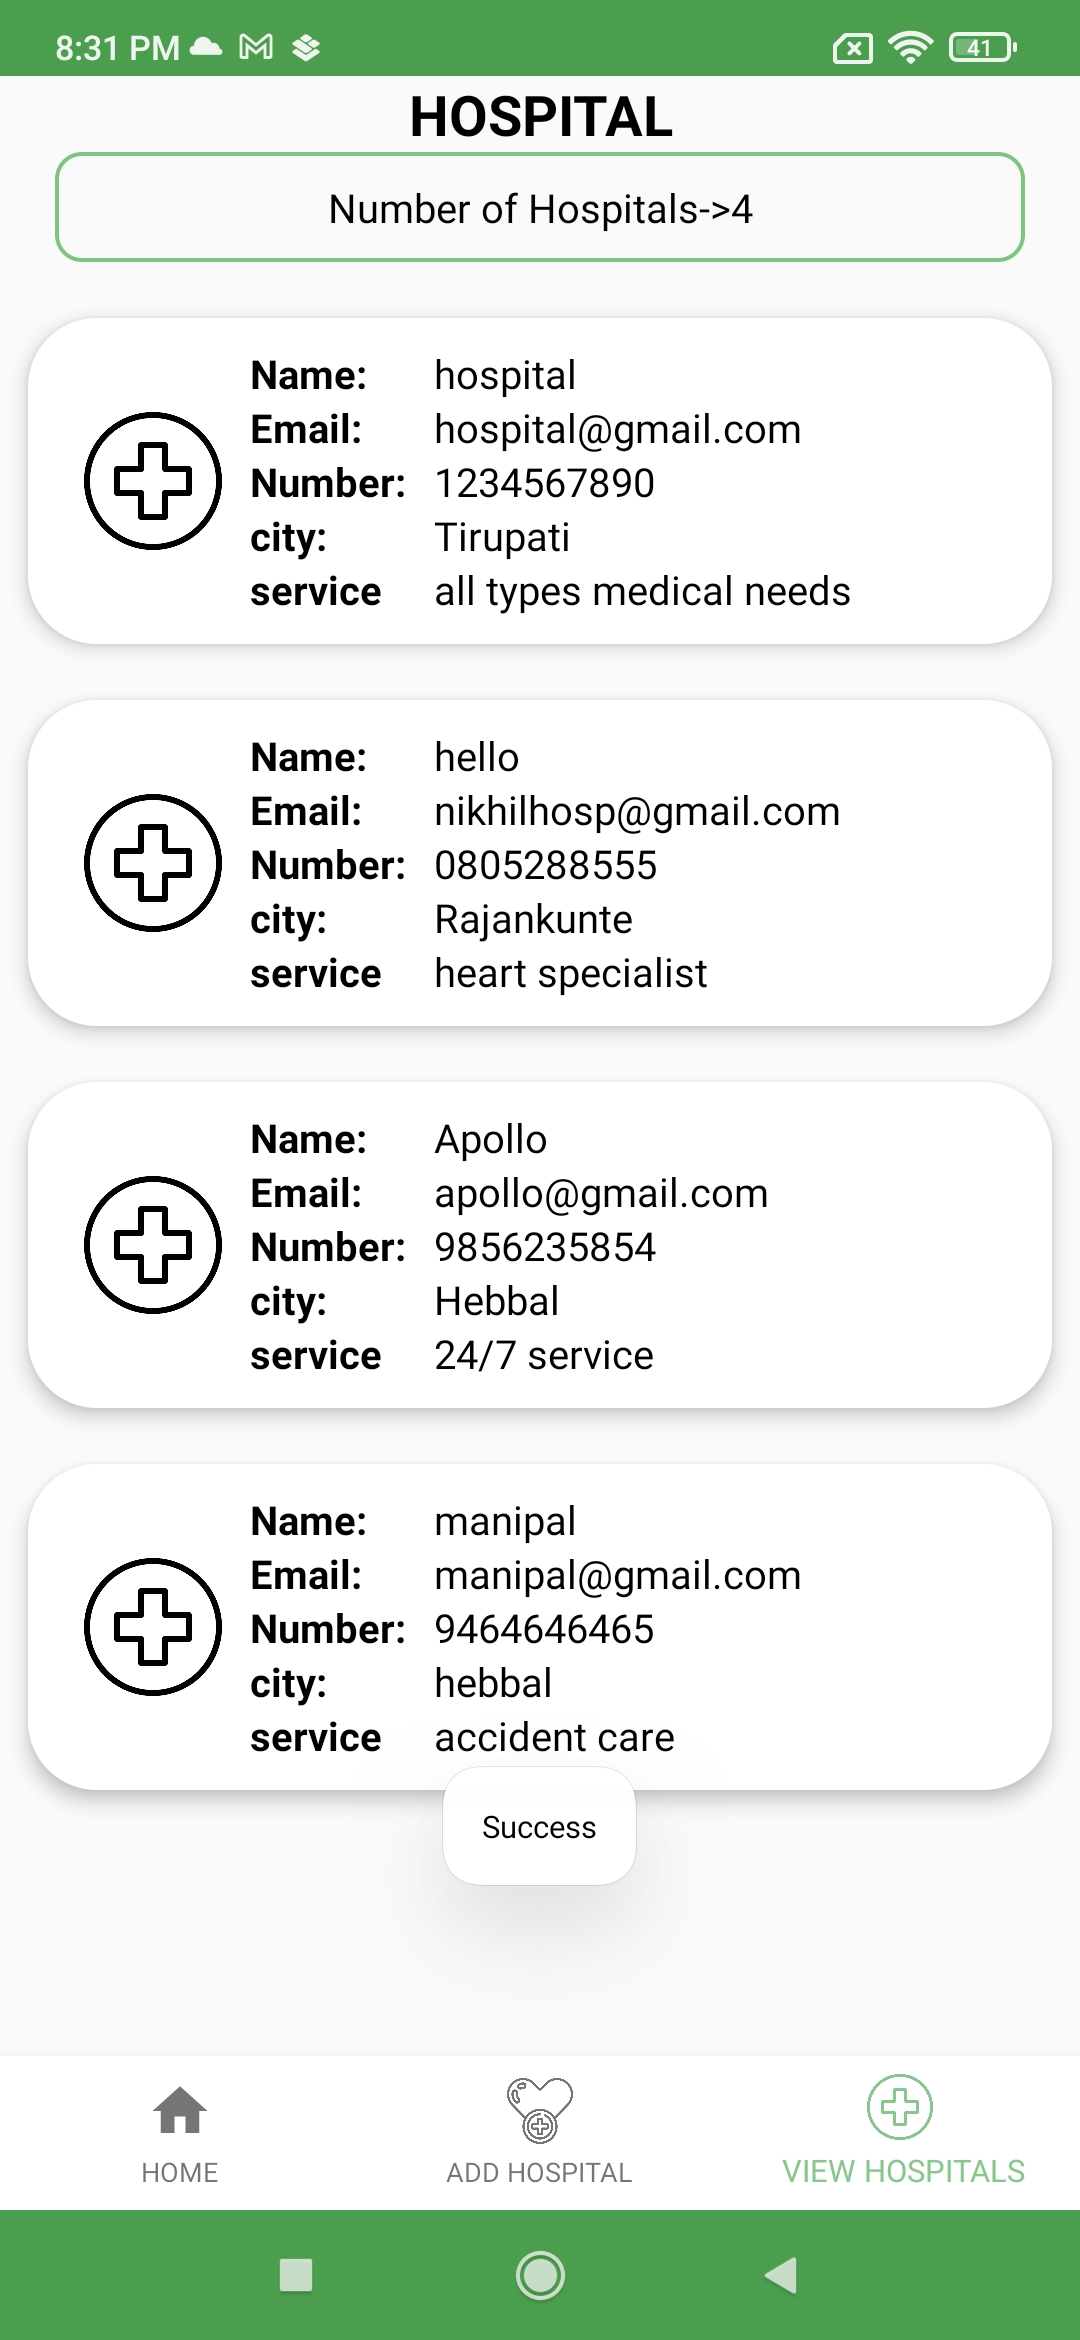 8:31 PM
41
HOSPITAL
Number of Hospitals->4
Name: hospital
Email: hospital@gmail.com
Number: 1234567890
city: Tirupati
service all types medical needs
Name: hello
Email: nikhilhosp@gmail.com
Number: 0805288555
city: Rajankunte
service heart specialist
Name: Apollo
Email: apollo@gmail.com
Number: 9856235854
city: Hebbal
service 24/7 service
Name: manipal
Email: manipal@gmail.com
Number: 9464646465
city: hebbal
service accident care
Success
HOME
ADD HOSPITAL
VIEW HOSPITALS